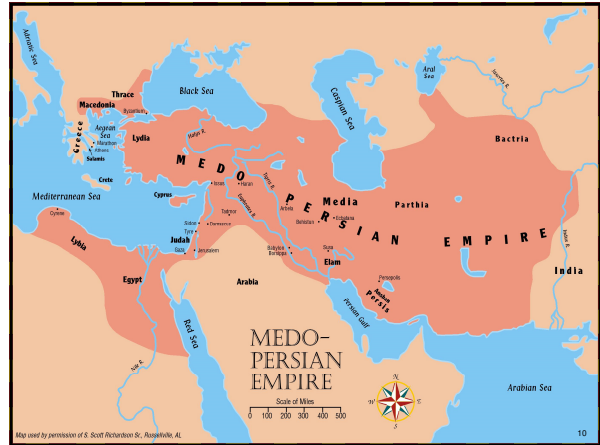 Adriatic Sea
Thrace
Macedonia
Byzantium
Black Sea
Aral
Sea
Caspian Sea
Greece
Aegean
Sea
Marathon
Athens
Salamis
Lydia
Halys R.
Bactria
MEDO PERSIAN EMPIRE
Crete
Cyprus
Issus
Haran
Tigris R.
Euphrates R.
Media
Parthia
Mediterranean Sea
Cyrene
Tadmor
Arbela
Behistun
Ecbatana
Indus R.
Sidon
Damascus
Tyre
Lybia
Judah
Gaza
Jerusalem
Babylon
Borsippa
Susa
Elam
India
Egypt
Arabia
Persepolis
Anshan
Persis
Persian Gulf
Red Sea
Nile R.
MEDO-
PERSIAN
EMPIRE
Scale of Miles
0 100 200 300 400 500
N
W E
S
Arabian Sea
Map used by permission of S. Scott Richardson Sr., Russellville, AL
10